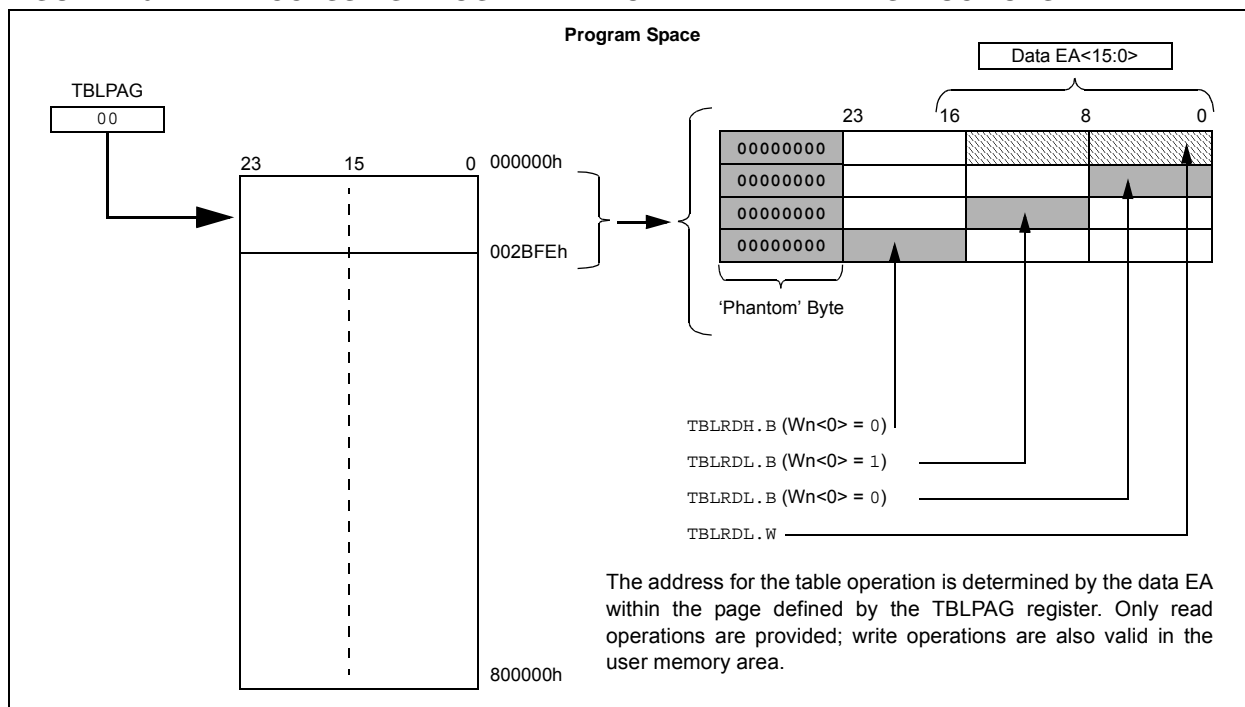 Program Space
Data EA<15:0>
TBLPAG
00
23 16 8 0
00000000
00000000
00000000
00000000
'Phantom' Byte
23 15 0
000000h
002BFEh
800000h
TBLRDH.B (Wn<0> = 0)
TBLRDL.B (Wn<0> = 1)
TBLRDL.B (Wn<0> = 0)
TBLRDL.W
The address for the table operation is determined by the data EA
within the page defined by the TBLPAG register. Only read
operations are provided; write operations are also valid in the
user memory area.